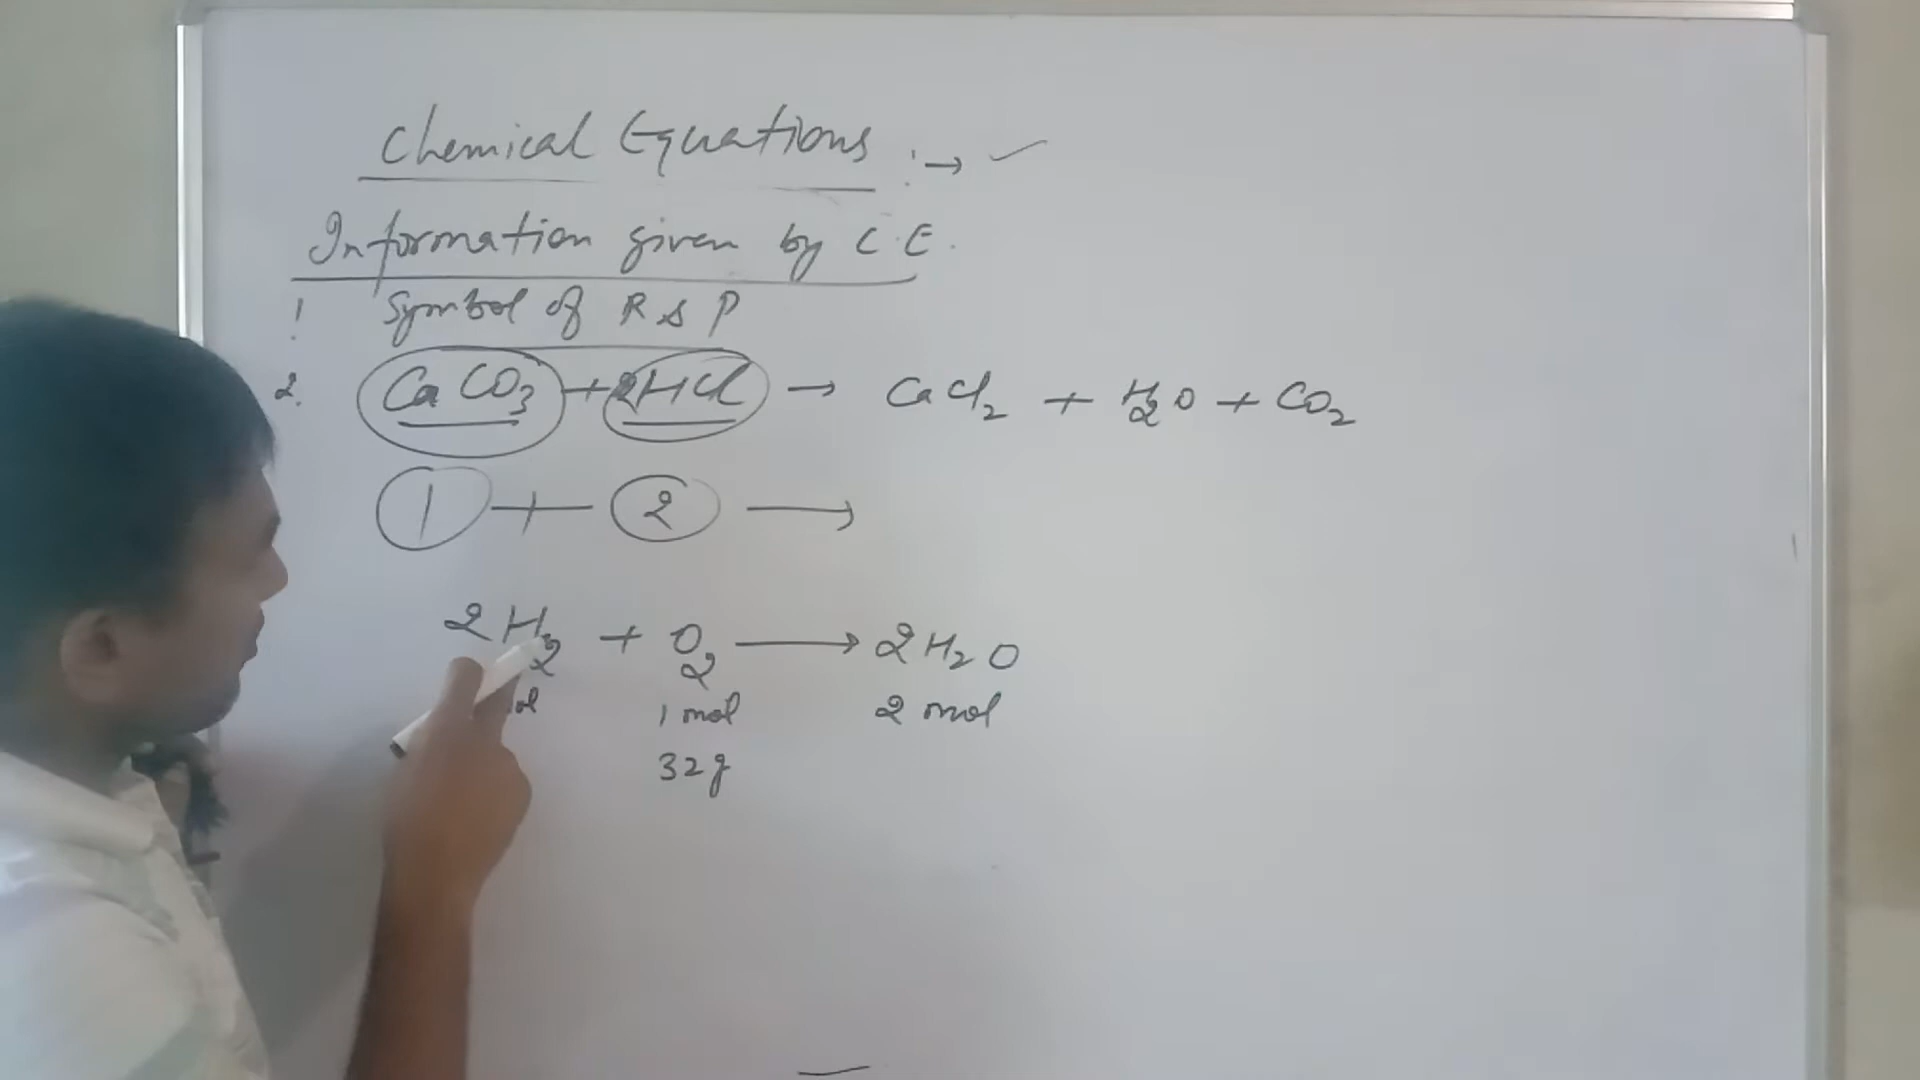 Chemical Equations :→ ✓
Information given by C.E.
1. Symbol of R & P
2. CaCO3 + 2HCl → CaCl2 + H2O + CO2
1 + 2 →
2H2 + O2 → 2H2O
1 mol 2 mol
32g